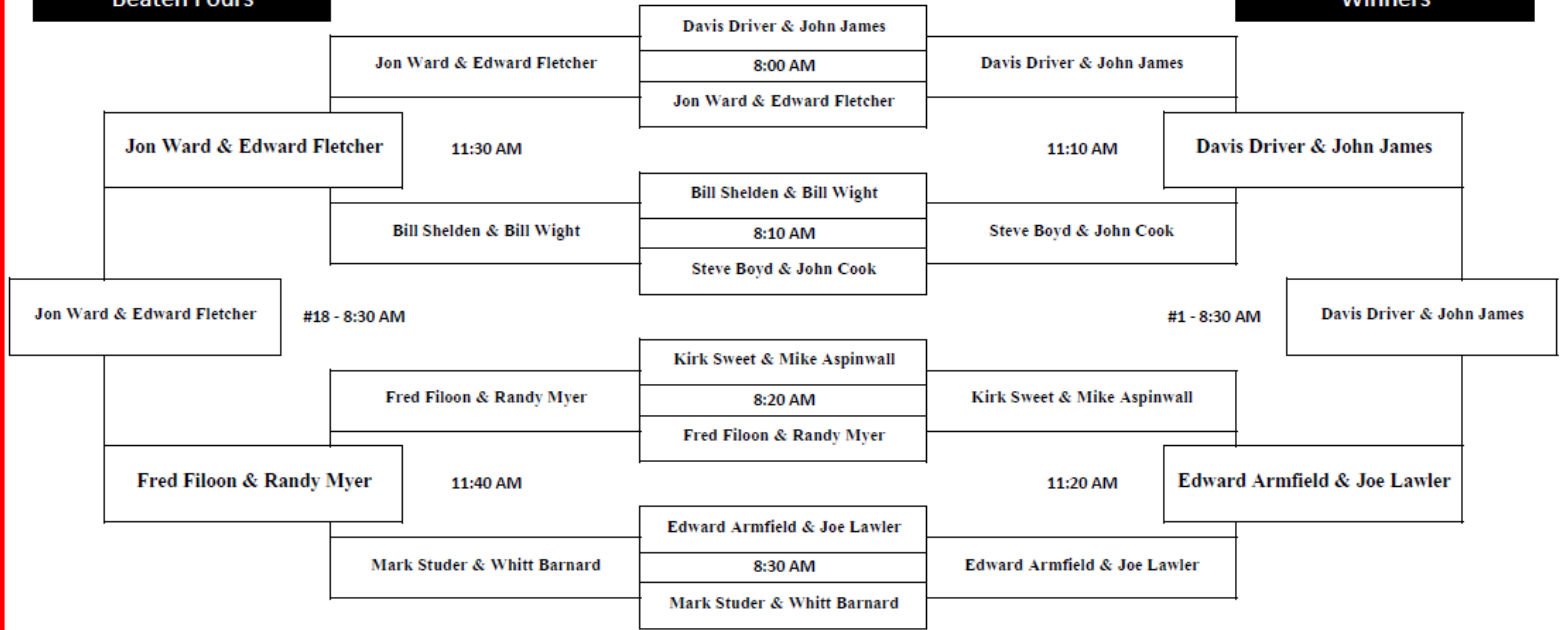 Beaten Fours
Winners
Davis Driver & John James
Jon Ward & Edward Fletcher
8:00 AM
Davis Driver & John James
Jon Ward & Edward Fletcher
Jon Ward & Edward Fletcher
11:30 AM
11:10 AM
Davis Driver & John James
Bill Shelden & Bill Wight
Bill Shelden & Bill Wight
8:10 AM
Steve Boyd & John Cook
Steve Boyd & John Cook
Jon Ward & Edward Fletcher
#18 - 8:30 AM
#1 - 8:30 AM
Davis Driver & John James
Kirk Sweet & Mike Aspinwall
Fred Filoon & Randy Myer
8:20 AM
Kirk Sweet & Mike Aspinwall
Fred Filoon & Randy Myer
Fred Filoon & Randy Myer
11:40 AM
11:20 AM
Edward Armfield & Joe Lawler
Edward Armfield & Joe Lawler
Mark Studer & Whitt Barnard
8:30 AM
Edward Armfield & Joe Lawler
Mark Studer & Whitt Barnard